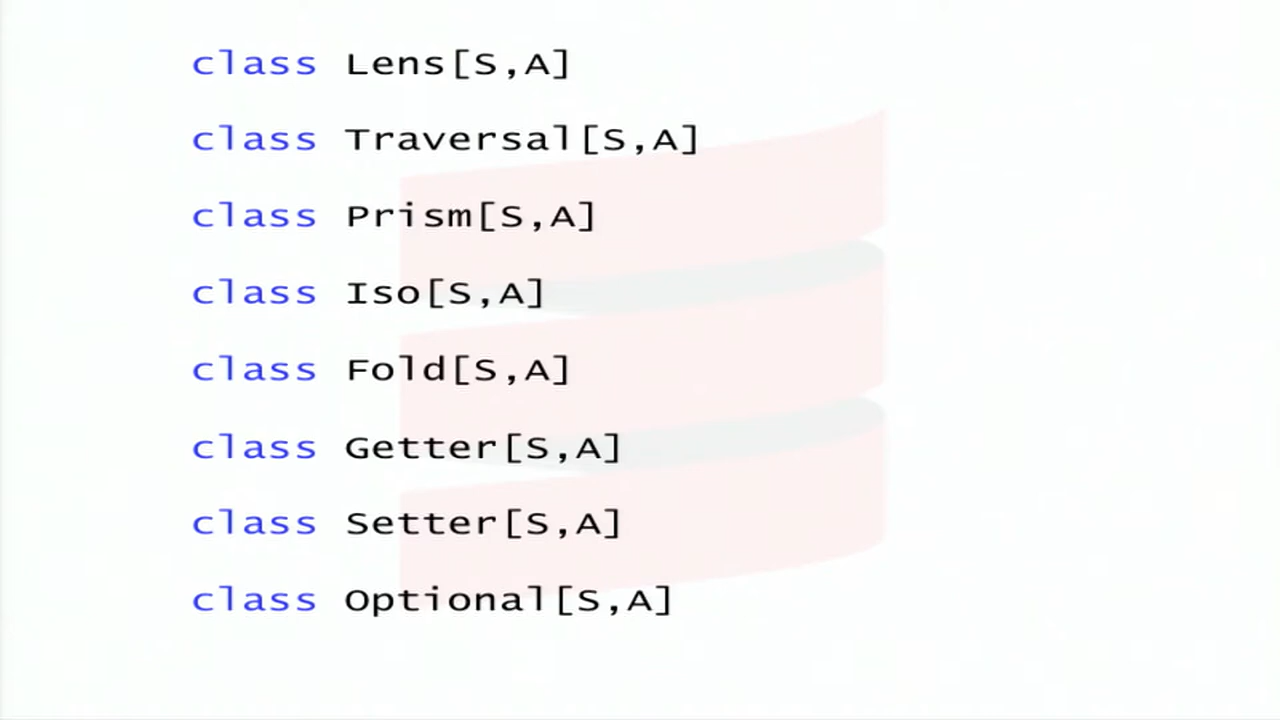 class Lens[S,A]
class Traversal[S,A]
class Prism[S,A]
class Iso[S,A]
class Fold[S,A]
class Getter[S,A]
class Setter[S,A]
class Optional[S,A]